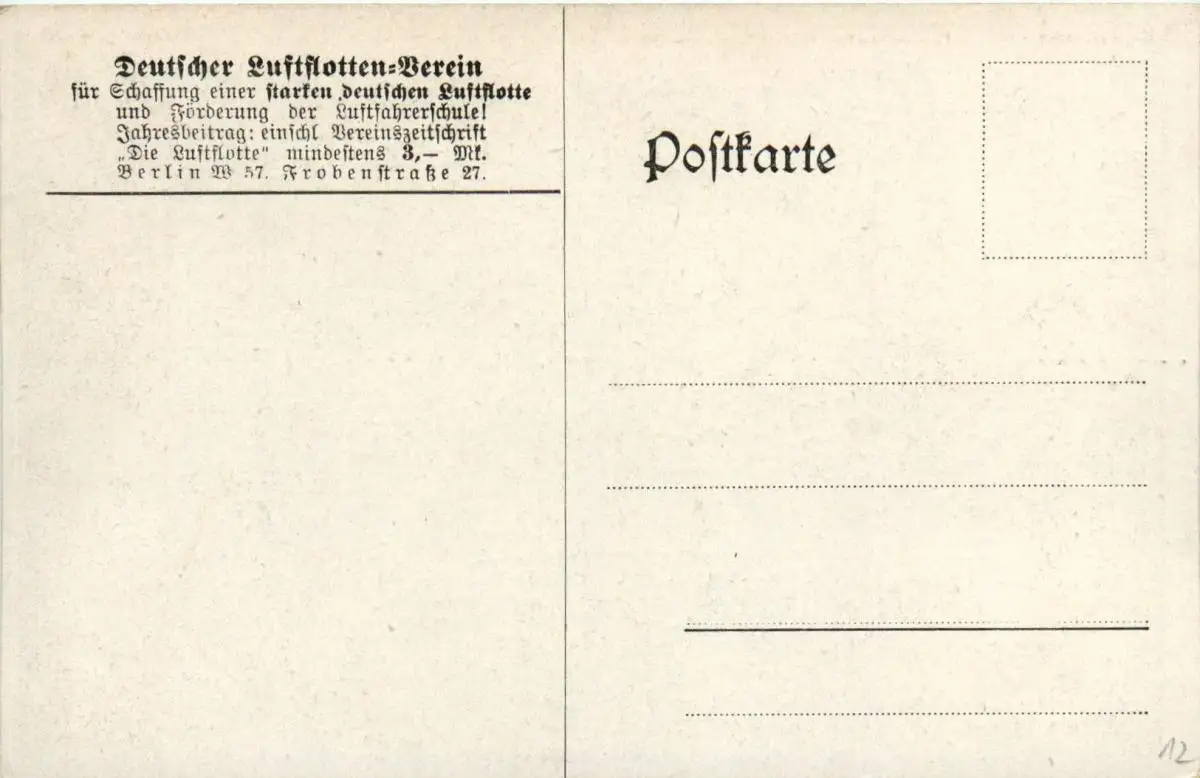 Deutscher Luftflotten-Verein
für Schaffung einer starken deutschen Luftflotte
und Förderung der Luftfahrerschule!
Jahresbeitrag: einschl Vereinszeitschrift
„Die Luftflotte“ mindestens 3,— Mk.
Berlin W 57. Frobenstraße 27.
Postkarte
12